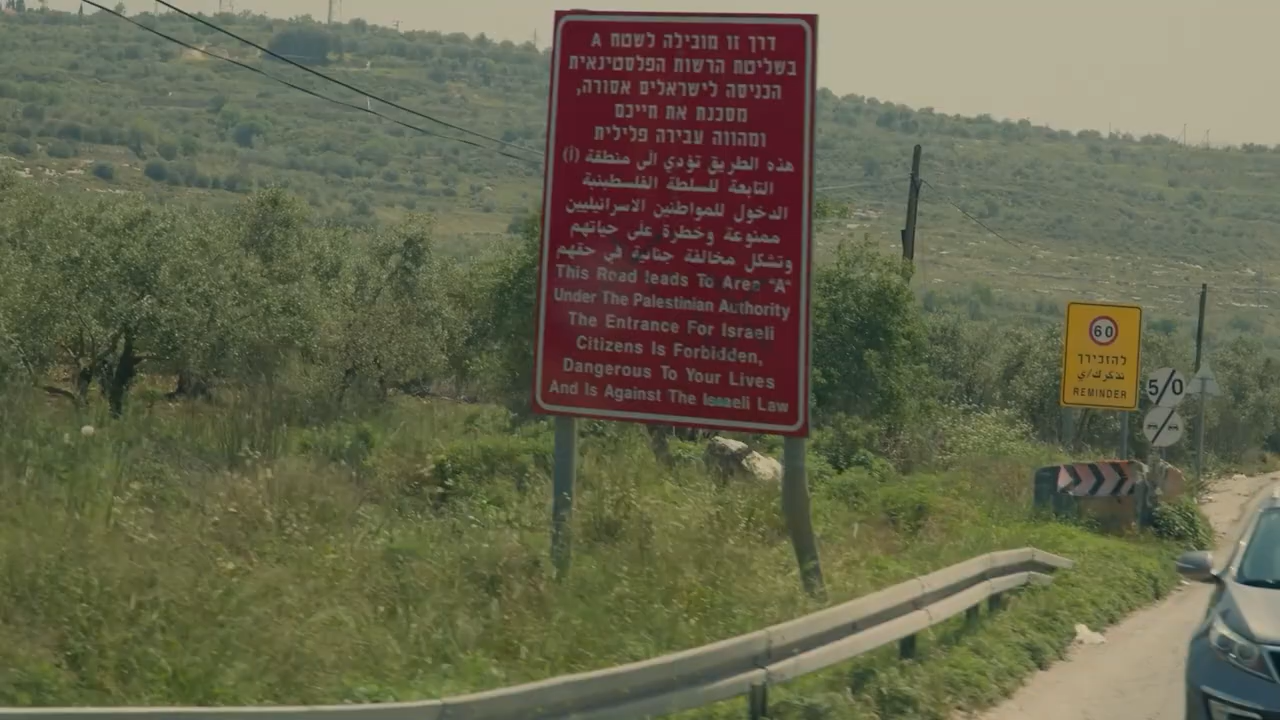 דרך זו מובילה לשטח A
בשליטת הרשות הפלסטינאית
הכניסה לישראלים אסורה,
מסכנת את חייכם
ומהווה עבירה פלילית
هذه الطريق تؤدي الى منطقة (أ)
التابعة للسلطة الفلسطينية
الدخول للمواطنين الاسرائيليين
ممنوعة وخطرة على حياتهم
وتشكل مخالفة جنائية في حقهم
This Road leads To Area "A"
Under The Palestinian Authority
The Entrance For Israeli
Citizens Is Forbidden,
Dangerous To Your Lives
And Is Against The Israeli Law
60
להזכירך
تذكرك/ي
REMINDER
5/0